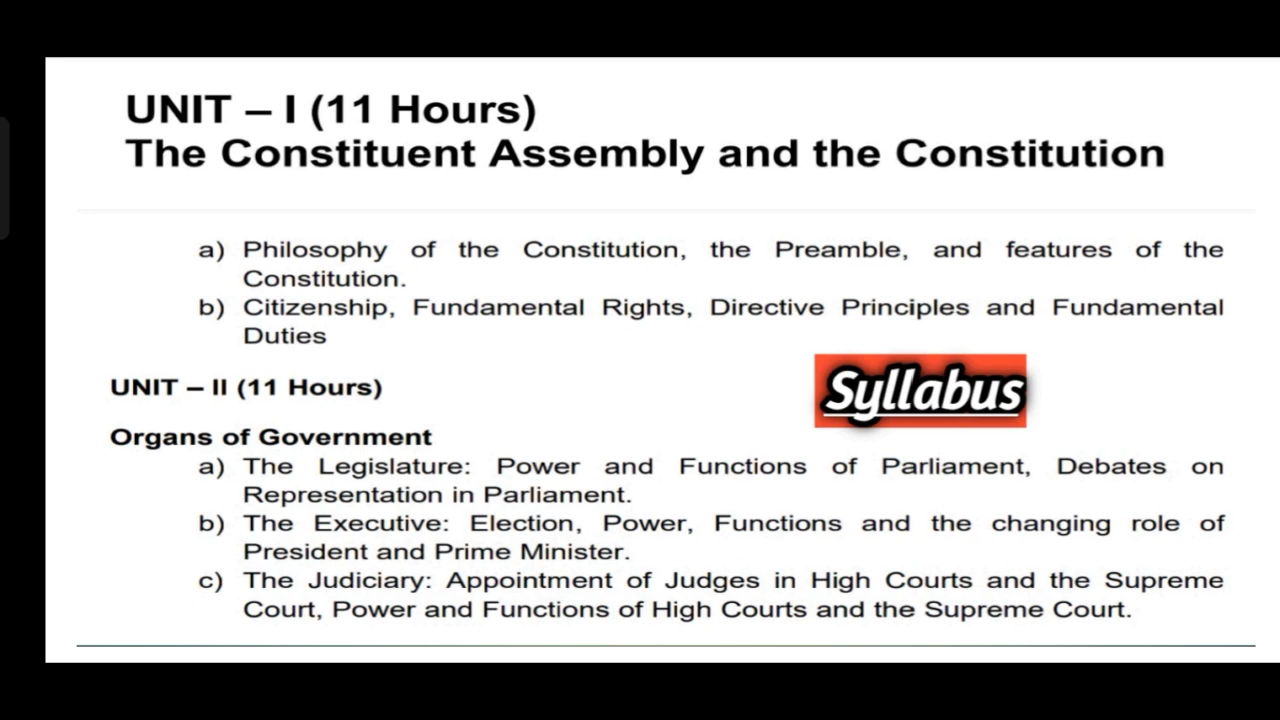 UNIT – I (11 Hours)
The Constituent Assembly and the Constitution
a) Philosophy of the Constitution, the Preamble, and features of the
Constitution.
b) Citizenship, Fundamental Rights, Directive Principles and Fundamental
Duties
UNIT – II (11 Hours)
Syllabus
Organs of Government
a) The Legislature: Power and Functions of Parliament, Debates on
Representation in Parliament.
b) The Executive: Election, Power, Functions and the changing role of
President and Prime Minister.
c) The Judiciary: Appointment of Judges in High Courts and the Supreme
Court, Power and Functions of High Courts and the Supreme Court.